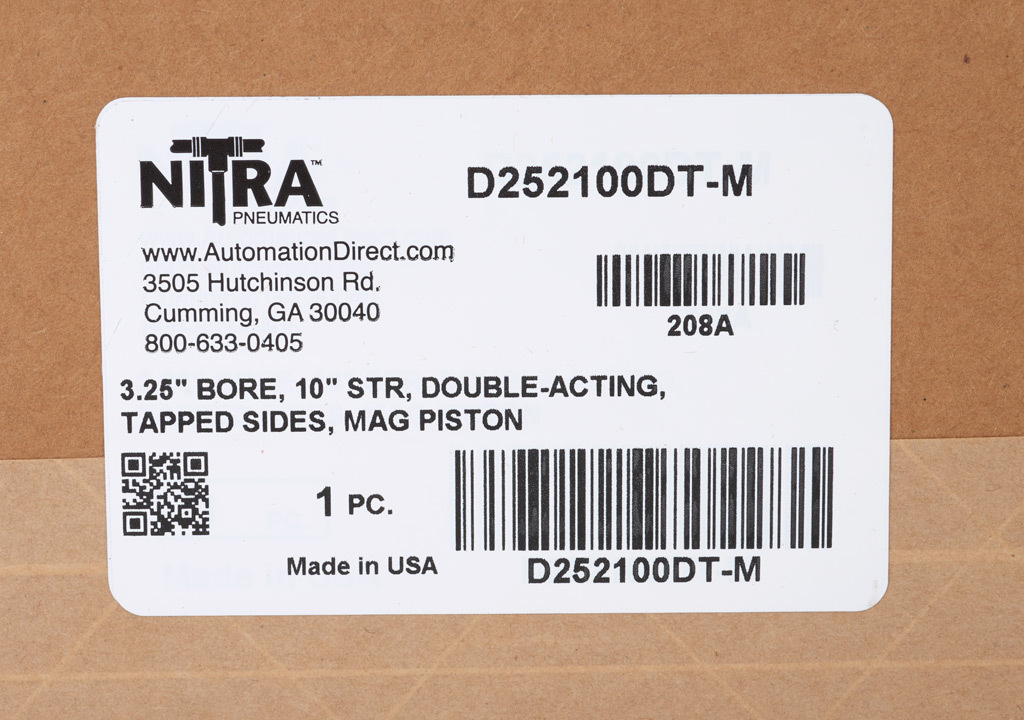 NITRA™
PNEUMATICS
D252100DT-M
www.AutomationDirect.com
3505 Hutchinson Rd.
Cumming, GA 30040
800-633-0405
208A
3.25" BORE, 10" STR, DOUBLE-ACTING,
TAPPED SIDES, MAG PISTON
1 PC.
Made in USA
D252100DT-M